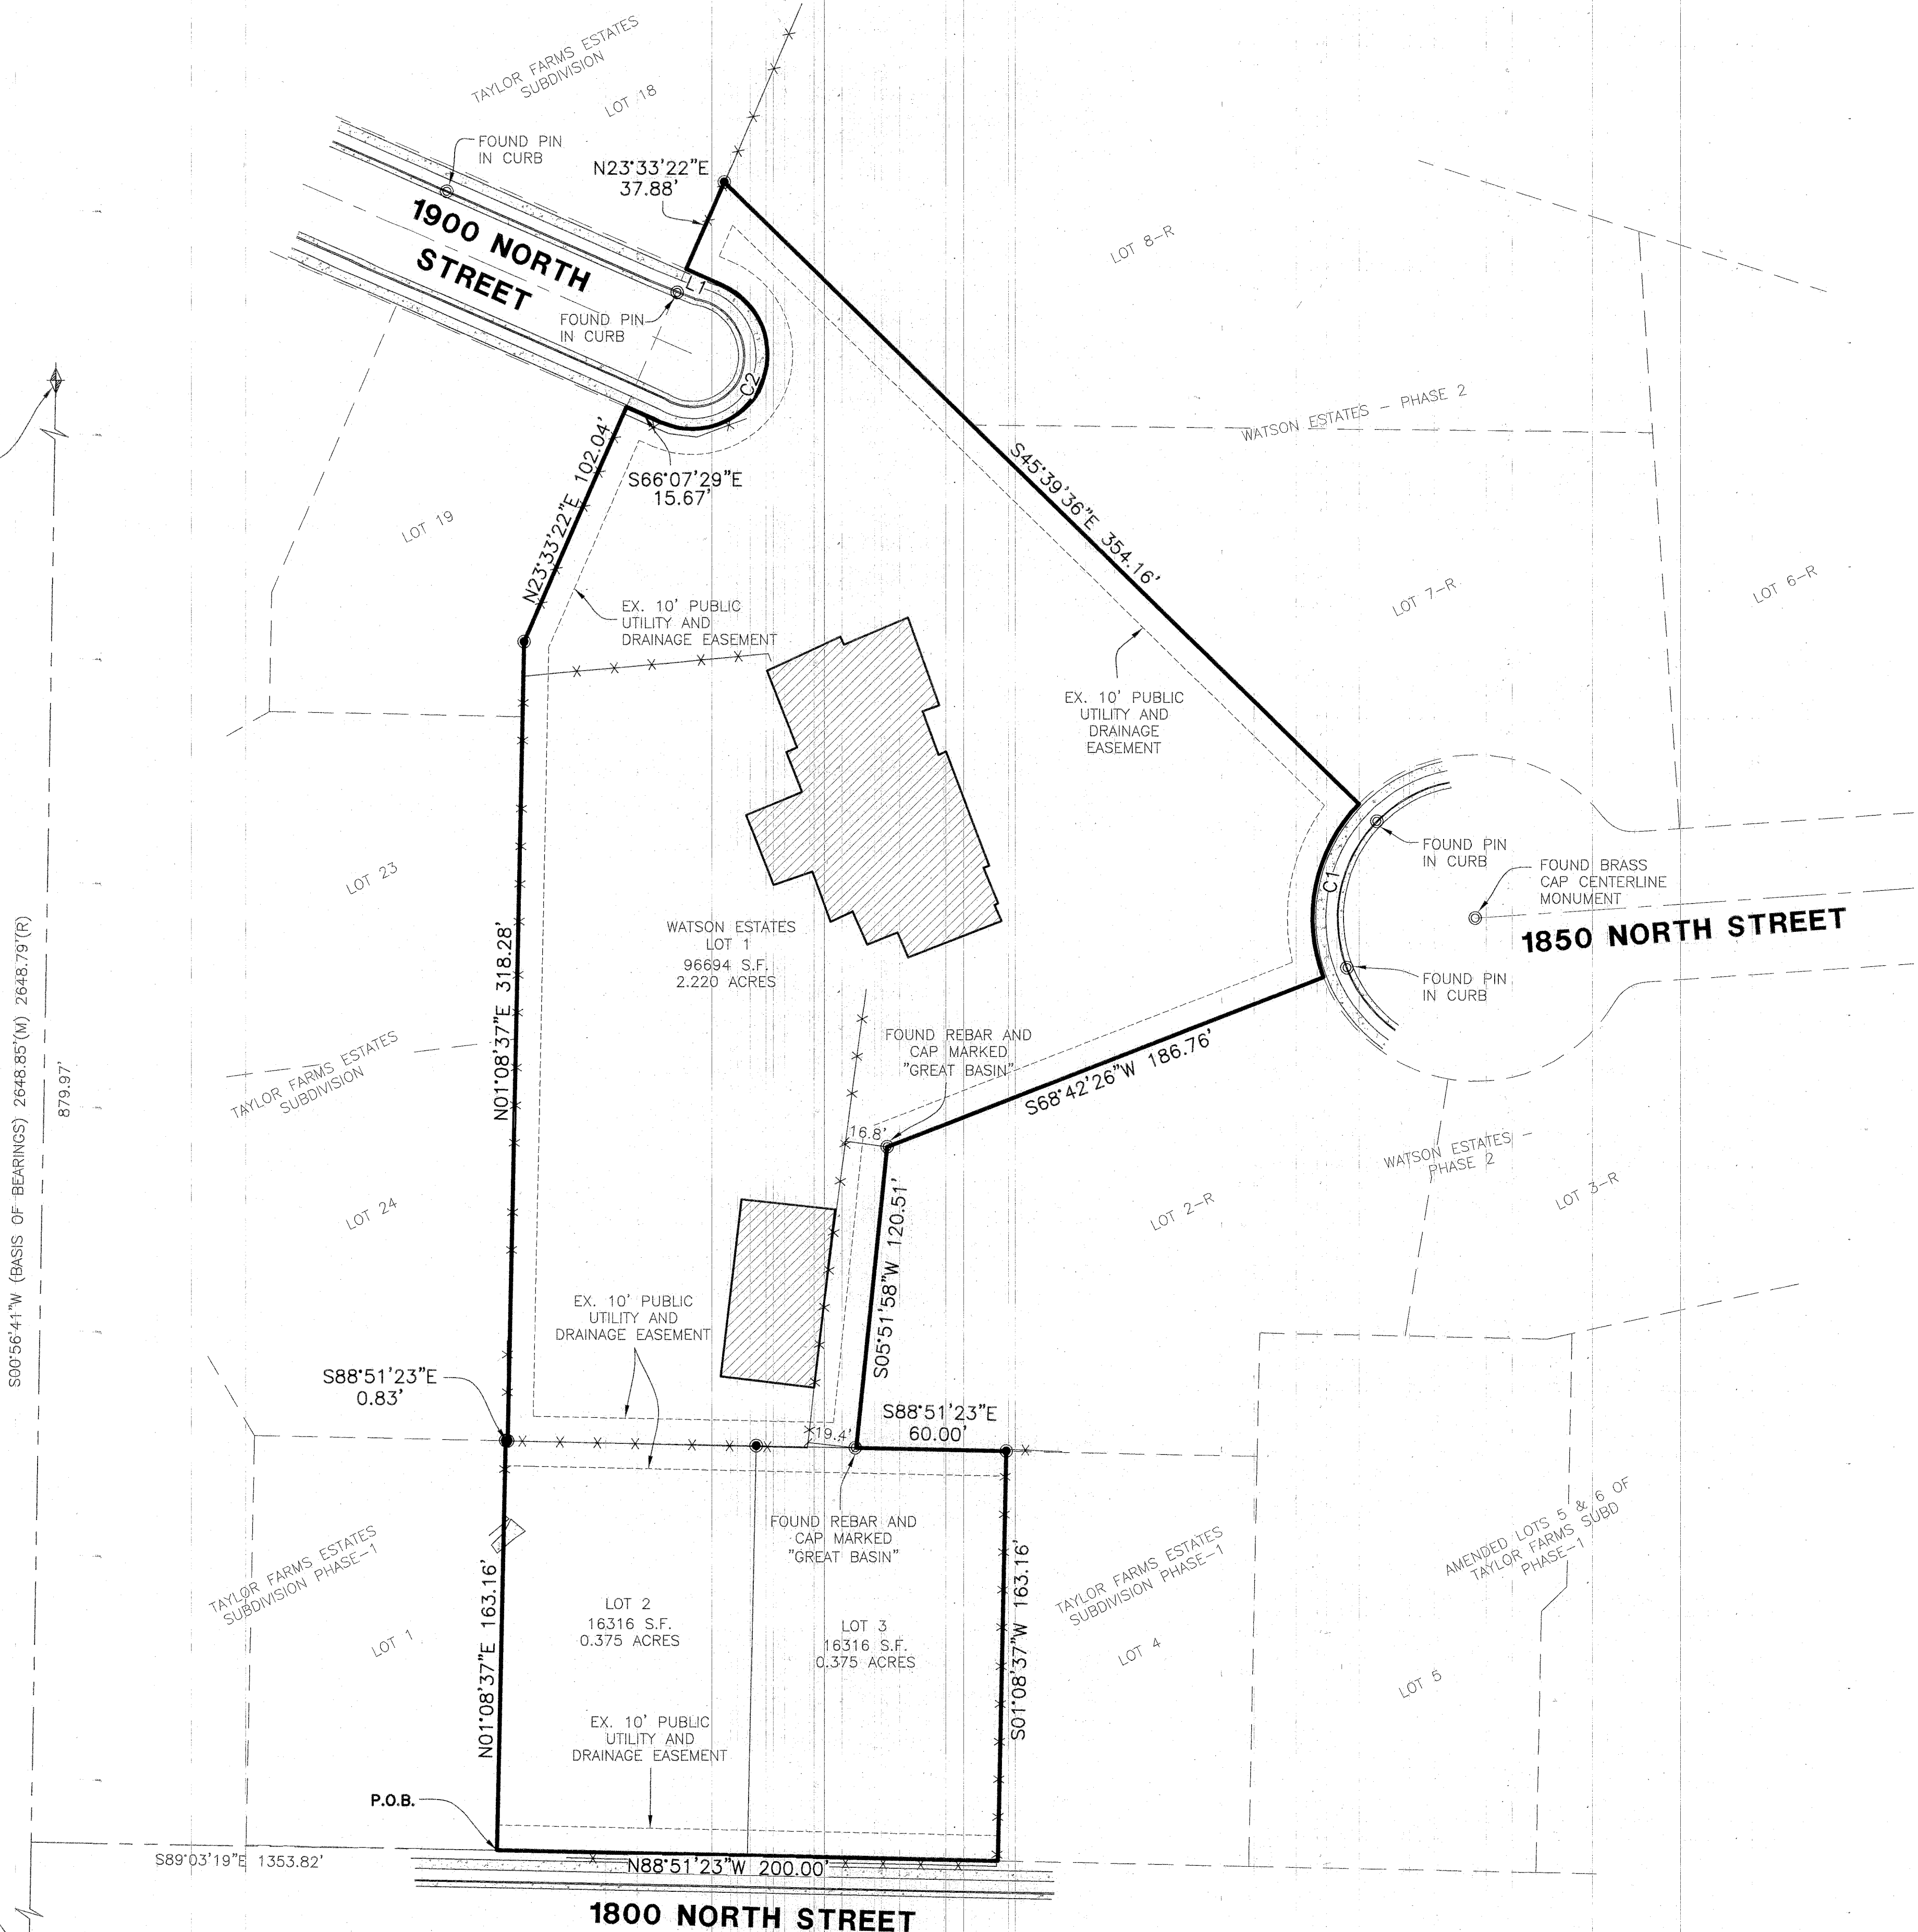 TAYLOR FARMS ESTATES
SUBDIVISION
LOT 18
FOUND PIN
IN CURB
N23°33'22"E
37.88'
1900 NORTH
STREET
L1
FOUND PIN
IN CURB
C2
LOT 8-R
WATSON ESTATES - PHASE 2
S45°39'36"E 354.16'
N23°33'22"E 102.04'
S66°07'29"E
15.67'
LOT 19
LOT 7-R
LOT 6-R
EX. 10' PUBLIC
UTILITY AND
DRAINAGE EASEMENT
EX. 10' PUBLIC
UTILITY AND
DRAINAGE
EASEMENT
LOT 23
N01°08'37"E 318.28'
WATSON ESTATES
LOT 1
96694 S.F.
2.220 ACRES
C1
FOUND PIN
IN CURB
FOUND BRASS
CAP CENTERLINE
MONUMENT
1850 NORTH STREET
FOUND PIN
IN CURB
S00°56'41"W (BASIS OF BEARINGS) 2648.85'(M) 2648.79'(R)
879.97'
TAYLOR FARMS ESTATES
SUBDIVISION
FOUND REBAR AND
CAP MARKED
"GREAT BASIN"
S68°42'26"W 186.76'
16.8'
WATSON ESTATES -
PHASE 2
LOT 2-R
LOT 3-R
LOT 24
S05°51'58"W 120.51'
EX. 10' PUBLIC
UTILITY AND
DRAINAGE EASEMENT
S88°51'23"E
0.83'
S88°51'23"E
60.00'
19.4'
FOUND REBAR AND
CAP MARKED
"GREAT BASIN"
TAYLOR FARMS ESTATES
SUBDIVISION PHASE-1
LOT 1
N01°08'37"E 163.16'
LOT 2
16316 S.F.
0.375 ACRES
LOT 3
16316 S.F.
0.375 ACRES
S01°08'37"W 163.16'
TAYLOR FARMS ESTATES
SUBDIVISION PHASE-1
LOT 4
AMENDED LOTS 5 & 6 OF
TAYLOR FARMS SUBD
PHASE-1
LOT 5
EX. 10' PUBLIC
UTILITY AND
DRAINAGE EASEMENT
P.O.B.
S89°03'19"E 1353.82'
N88°51'23"W 200.00'
1800 NORTH STREET